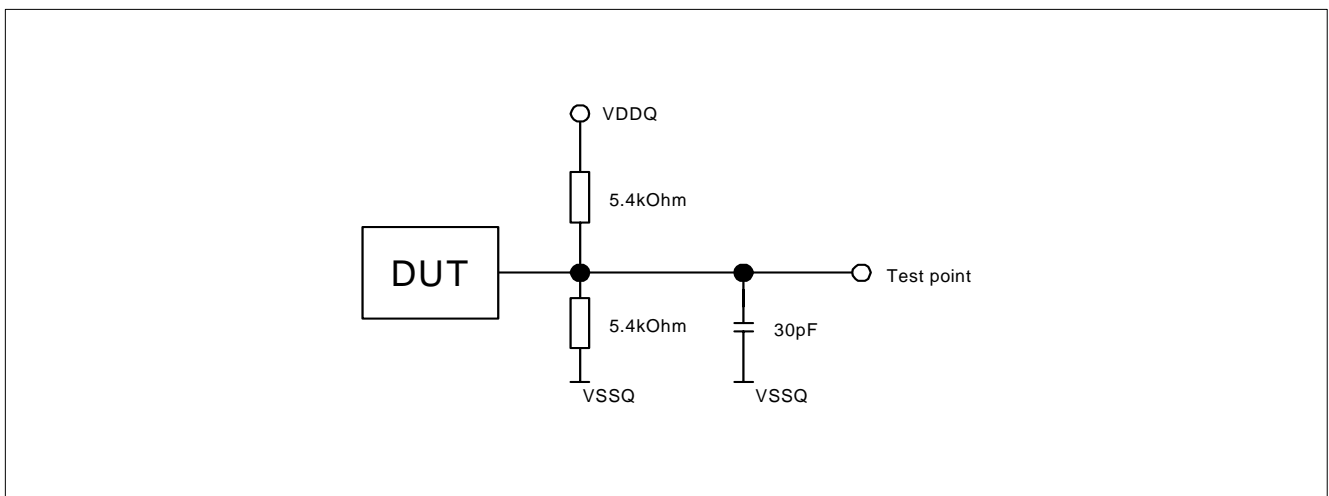 VDDQ
5.4kOhm
DUT
Test point
5.4kOhm
30pF
VSSQ
VSSQ